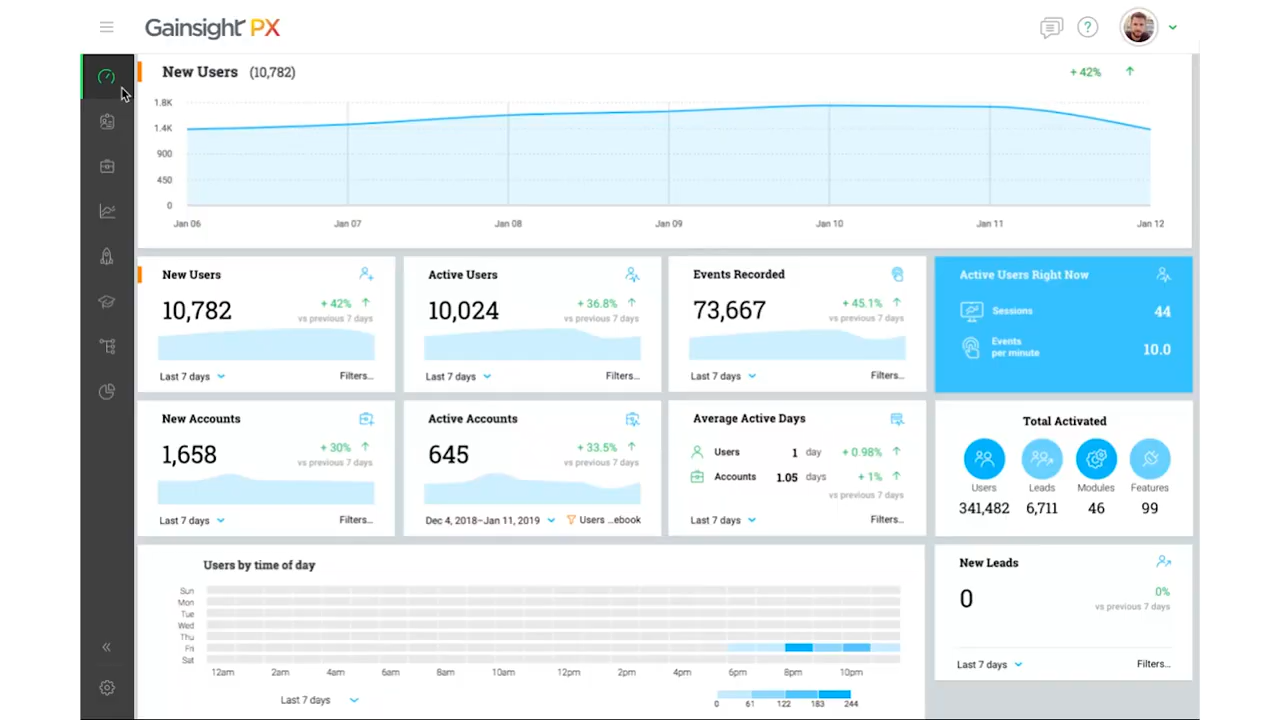 Gainsight PX
?
New Users (10,782)
+ 42%
1.8K
1.4K
900
450
0
Jan 06 Jan 07 Jan 08 Jan 09 Jan 10 Jan 11 Jan 12
New Users
10,782
+ 42%
vs previous 7 days
Last 7 days
Filters...
Active Users
10,024
+ 36.8%
vs previous 7 days
Last 7 days
Filters...
Events Recorded
73,667
+ 45.1%
vs previous 7 days
Last 7 days
Filters...
Active Users Right Now
Sessions 44
Events
per minute
10.0
New Accounts
1,658
+ 30%
vs previous 7 days
Last 7 days
Filters...
Active Accounts
645
+ 33.5%
vs previous 7 days
Dec 4, 2018–Jan 11, 2019
Users ...ebook
Average Active Days
Users 1 day + 0.98%
Accounts 1.05 days + 1%
vs previous 7 days
Last 7 days
Filters...
Total Activated
Users Leads Modules Features
341,482 6,711 46 99
Users by time of day
Sun
Mon
Tue
Wed
Thu
Fri
Sat
12am 2am 4am 6am 8am 10am 12pm 2pm 4pm 6pm 8pm 10pm
Last 7 days
0 61 122 183 244
New Leads
0
0%
vs previous 7 days
Last 7 days
Filters...